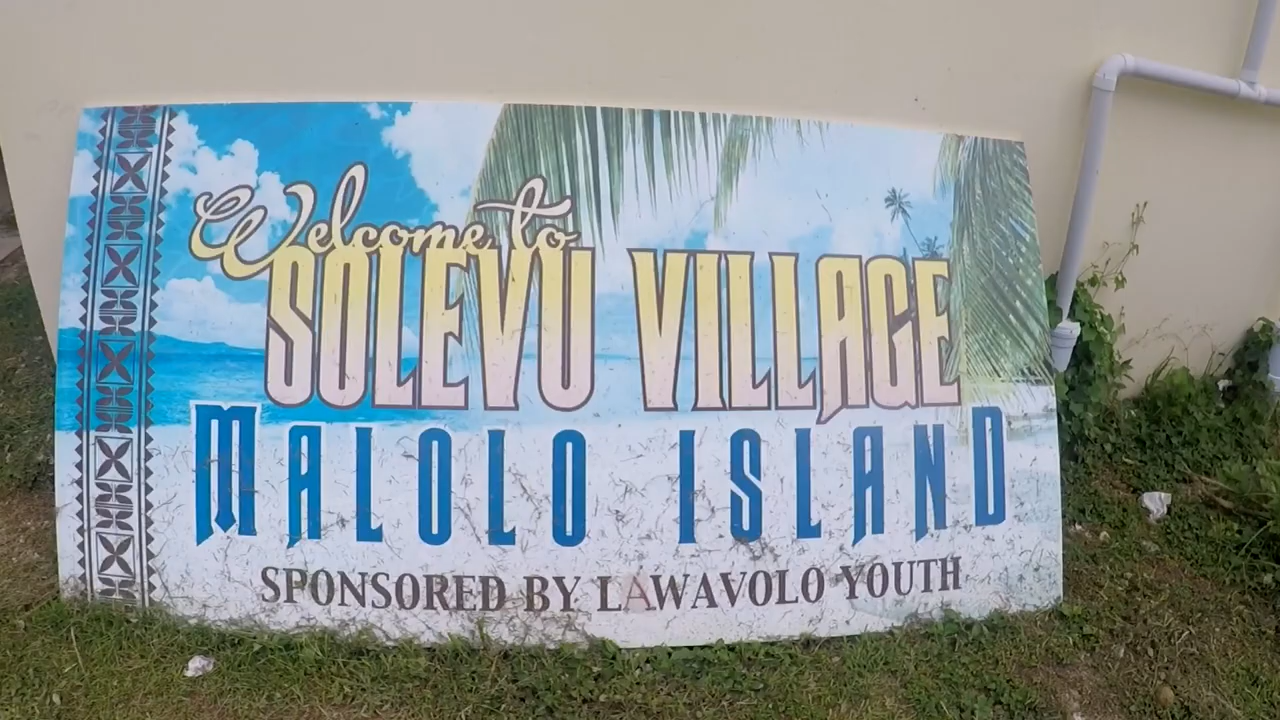 Welcome to
SOLEVU VILLAGE
MALOLO ISLAND
SPONSORED BY LAWAVOLO YOUTH